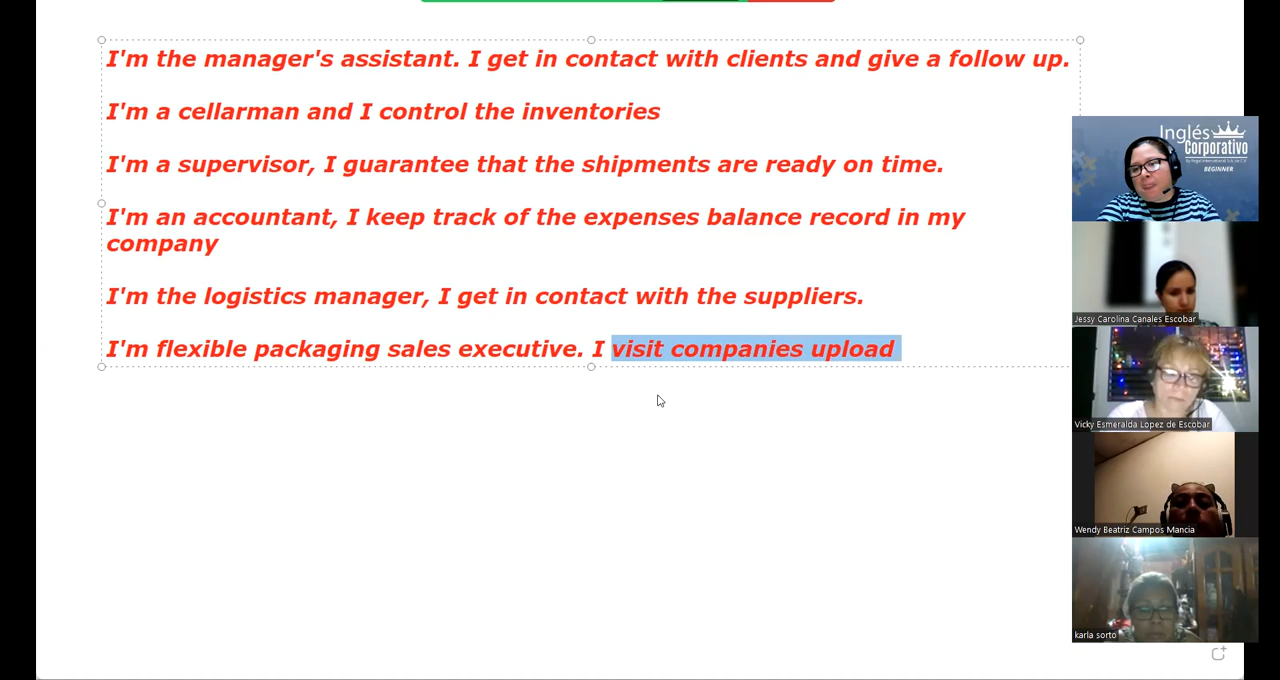 I'm the manager's assistant. I get in contact with clients and give a follow up.
I'm a cellarman and I control the inventories
I'm a supervisor, I guarantee that the shipments are ready on time.
I'm an accountant, I keep track of the expenses balance record in my
company
I'm the logistics manager, I get in contact with the suppliers.
I'm flexible packaging sales executive. I visit companies upload
Inglés
Corporativo
BEGINNER
Jessy Carolina Canales Escobar
Vicky Esmeralda Lopez de Escobar
Wendy Beatriz Campos Mancia
karla sorto